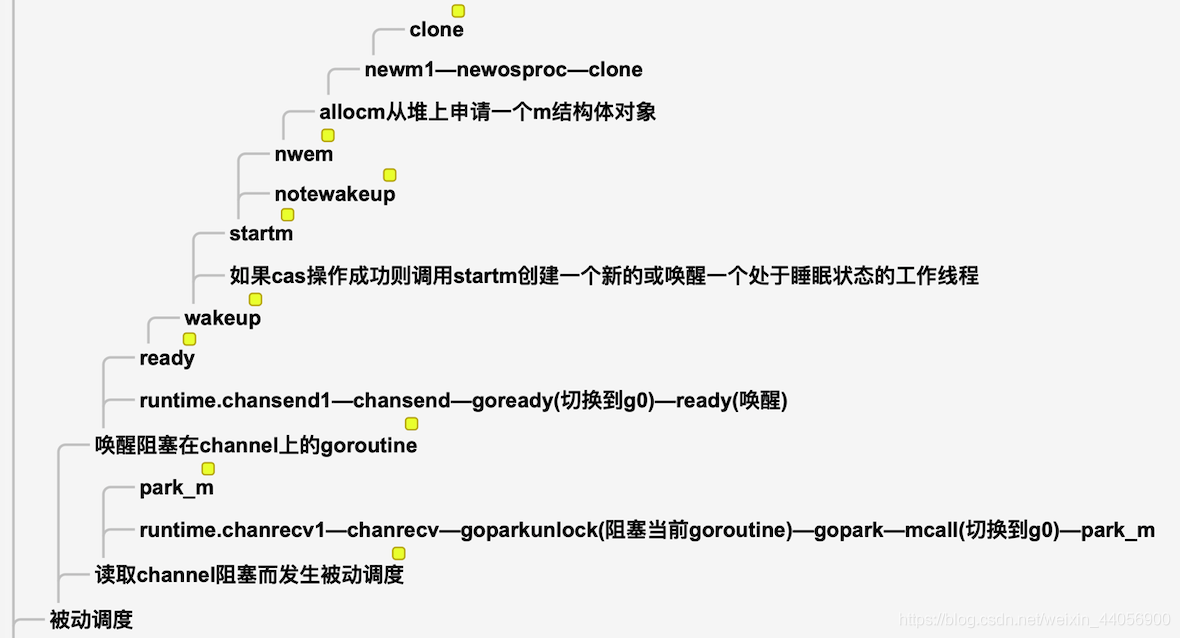 clone
newm1—newosproc—clone
allocm从堆上申请一个m结构体对象
nwem
notewakeup
startm
如果cas操作成功则调用startm创建一个新的或唤醒一个处于睡眠状态的工作线程
wakeup
ready
runtime.chansend1—chansend—goready(切换到g0)—ready(唤醒)
唤醒阻塞在channel上的goroutine
park_m
runtime.chanrecv1—chanrecv—goparkunlock(阻塞当前goroutine)—gopark—mcall(切换到g0)—park_m
读取channel阻塞而发生被动调度
被动调度
https://blog.csdn.net/weixin_44056900